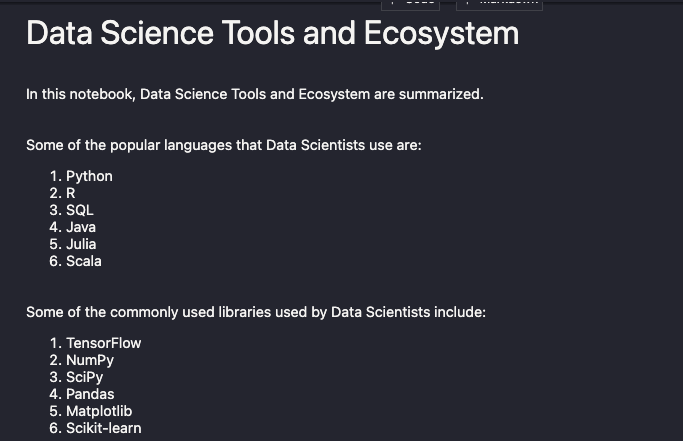 Data Science Tools and Ecosystem
In this notebook, Data Science Tools and Ecosystem are summarized.
Some of the popular languages that Data Scientists use are:
1. Python
2. R
3. SQL
4. Java
5. Julia
6. Scala
Some of the commonly used libraries used by Data Scientists include:
1. TensorFlow
2. NumPy
3. SciPy
4. Pandas
5. Matplotlib
6. Scikit-learn